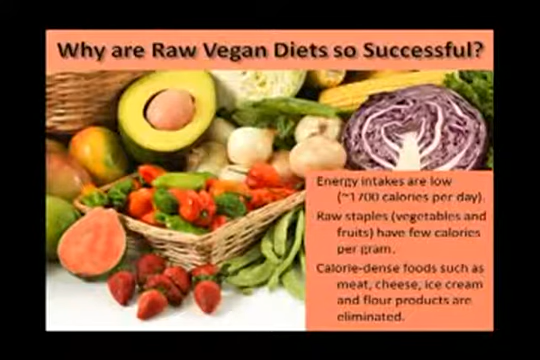 Why are Raw Vegan Diets so Successful?
Energy intakes are low
(~1700 calories per day).
Raw staples (vegetables and
fruits) have few calories
per gram.
Calorie-dense foods such as
meat, cheese, ice cream
and flour products are
eliminated.